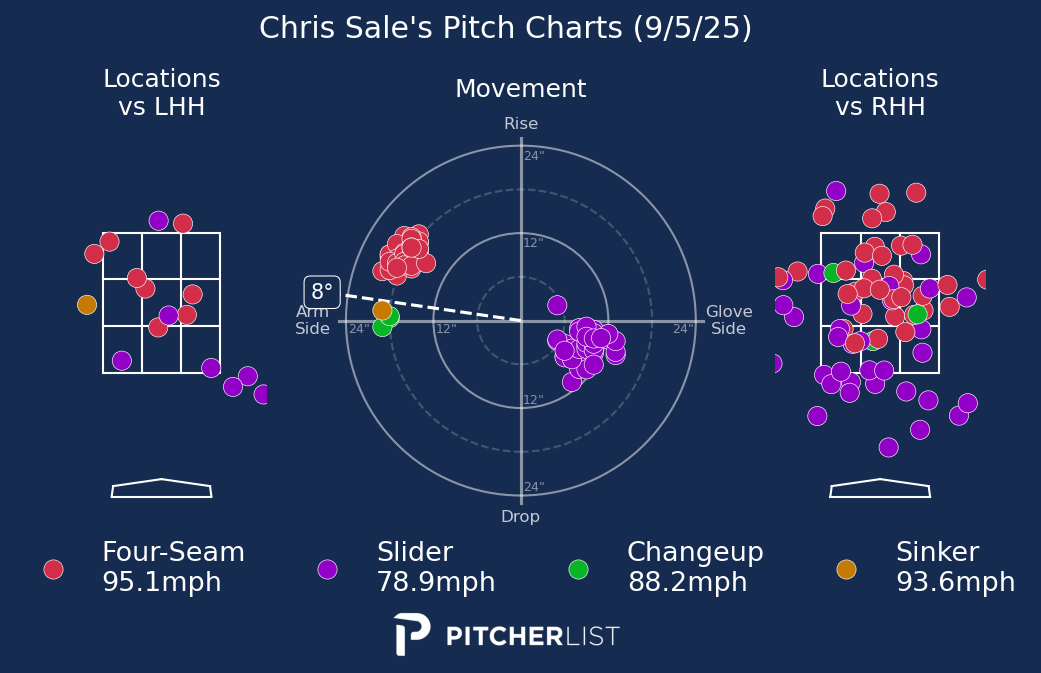 Chris Sale's Pitch Charts (9/5/25)
Locations
vs LHH
Movement
Locations
vs RHH
Rise
24"
12"
8°
Arm
Side
24"
12"
24"
Glove
Side
12"
24"
Drop
Four-Seam
95.1mph
Slider
78.9mph
Changeup
88.2mph
Sinker
93.6mph
PITCHERLIST